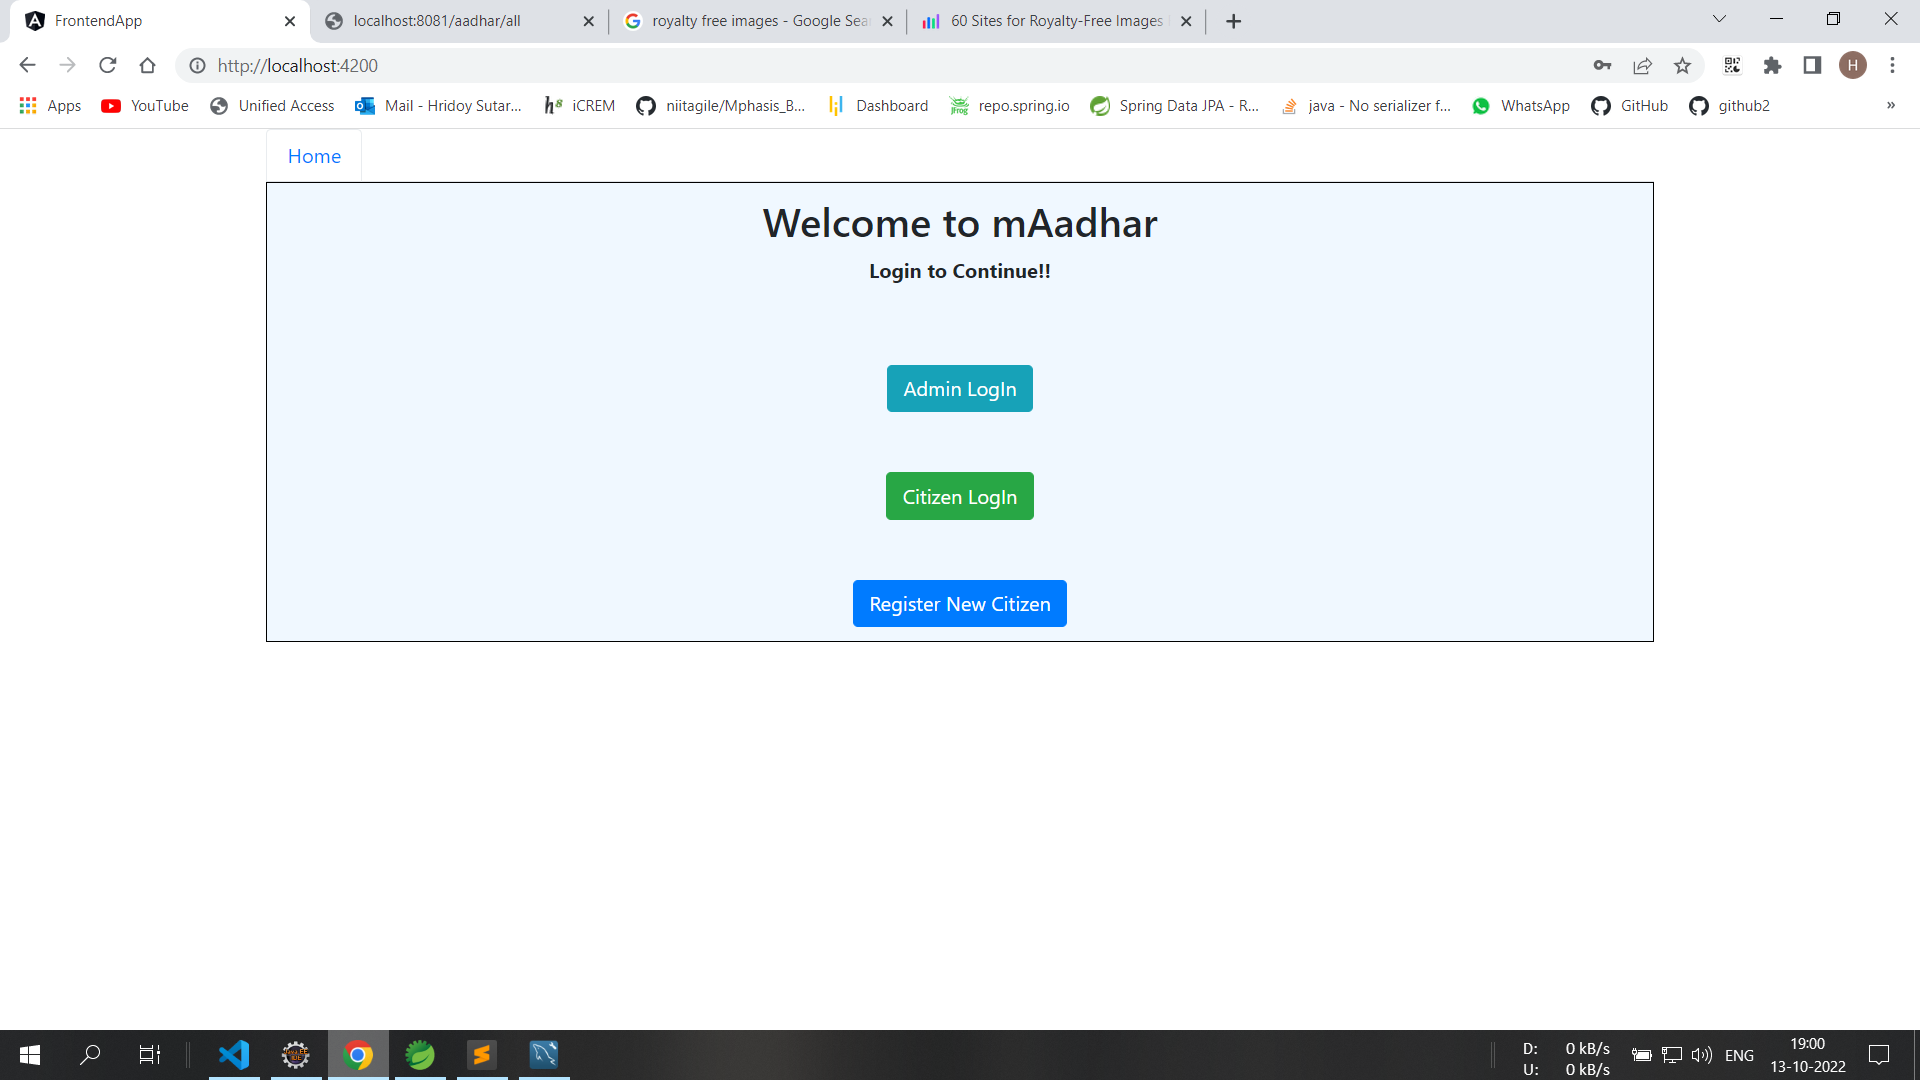 FrontendApp
localhost:8081/aadhar/all
royalty free images - Google Sea
60 Sites for Royalty-Free Images
http://localhost:4200
H
Apps
YouTube
Unified Access
Mail - Hridoy Sutar...
h8 iCREM
niitagile/Mphasis_B...
Dashboard
repo.spring.io
Spring Data JPA - R...
java - No serializer f...
WhatsApp
GitHub
github2
»
Home
Welcome to mAadhar
Login to Continue!!
Admin LogIn
Citizen LogIn
Register New Citizen
D: 0 kB/s
U: 0 kB/s
ENG
19:00
13-10-2022